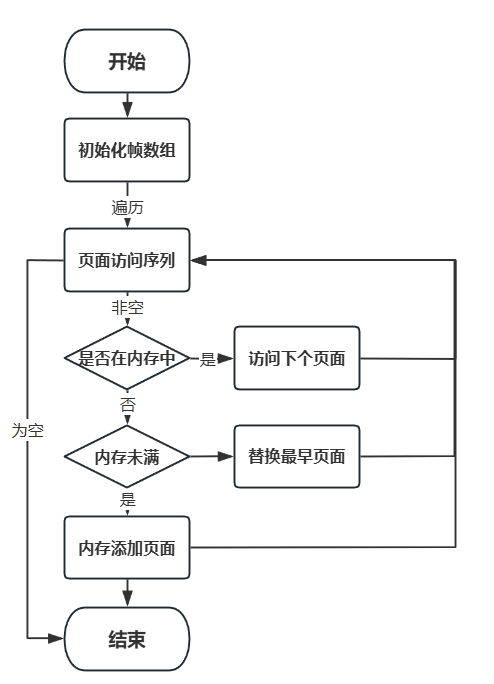 开始
初始化帧数组
遍历
页面访问序列
非空
是否在内存中
是
访问下个页面
否
为空
内存未满
替换最早页面
是
内存添加页面
结束